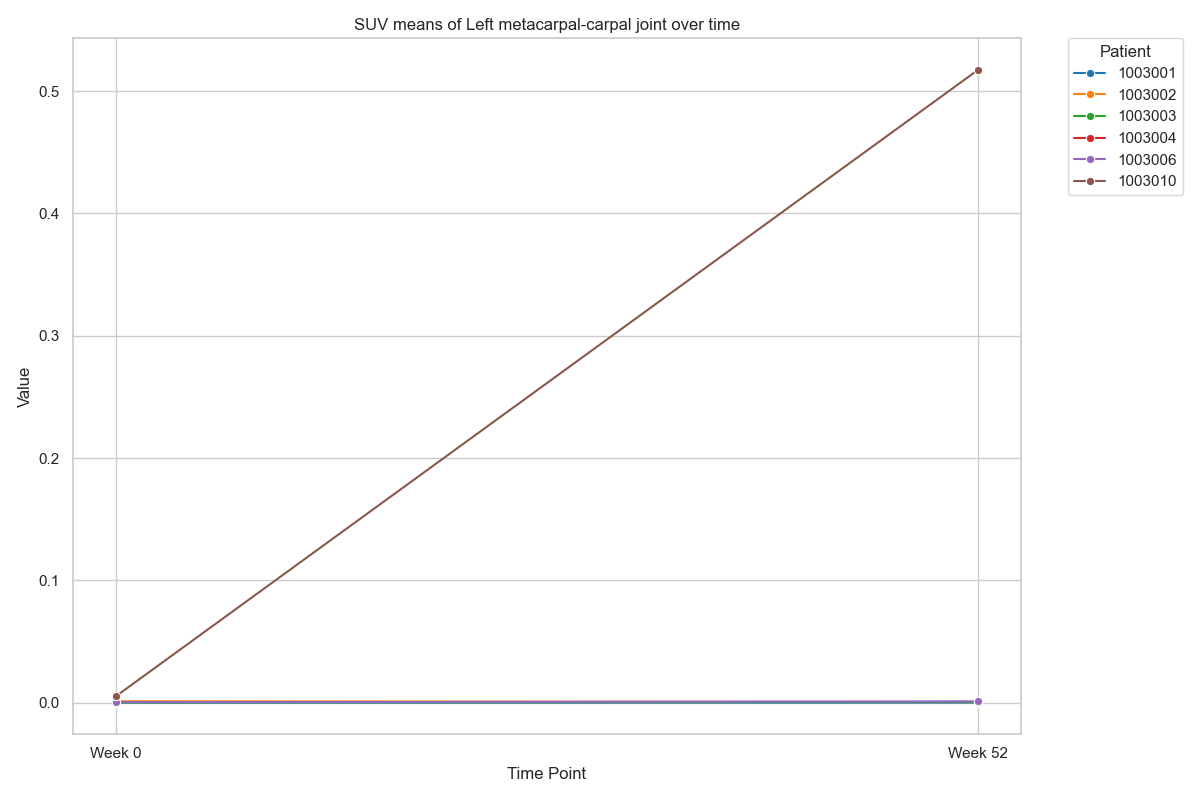 SUV means of Left metacarpal-carpal joint over time
Patient
1003001
1003002
1003003
1003004
1003006
1003010
Value
0.5
0.4
0.3
0.2
0.1
0.0
Week 0
Week 52
Time Point